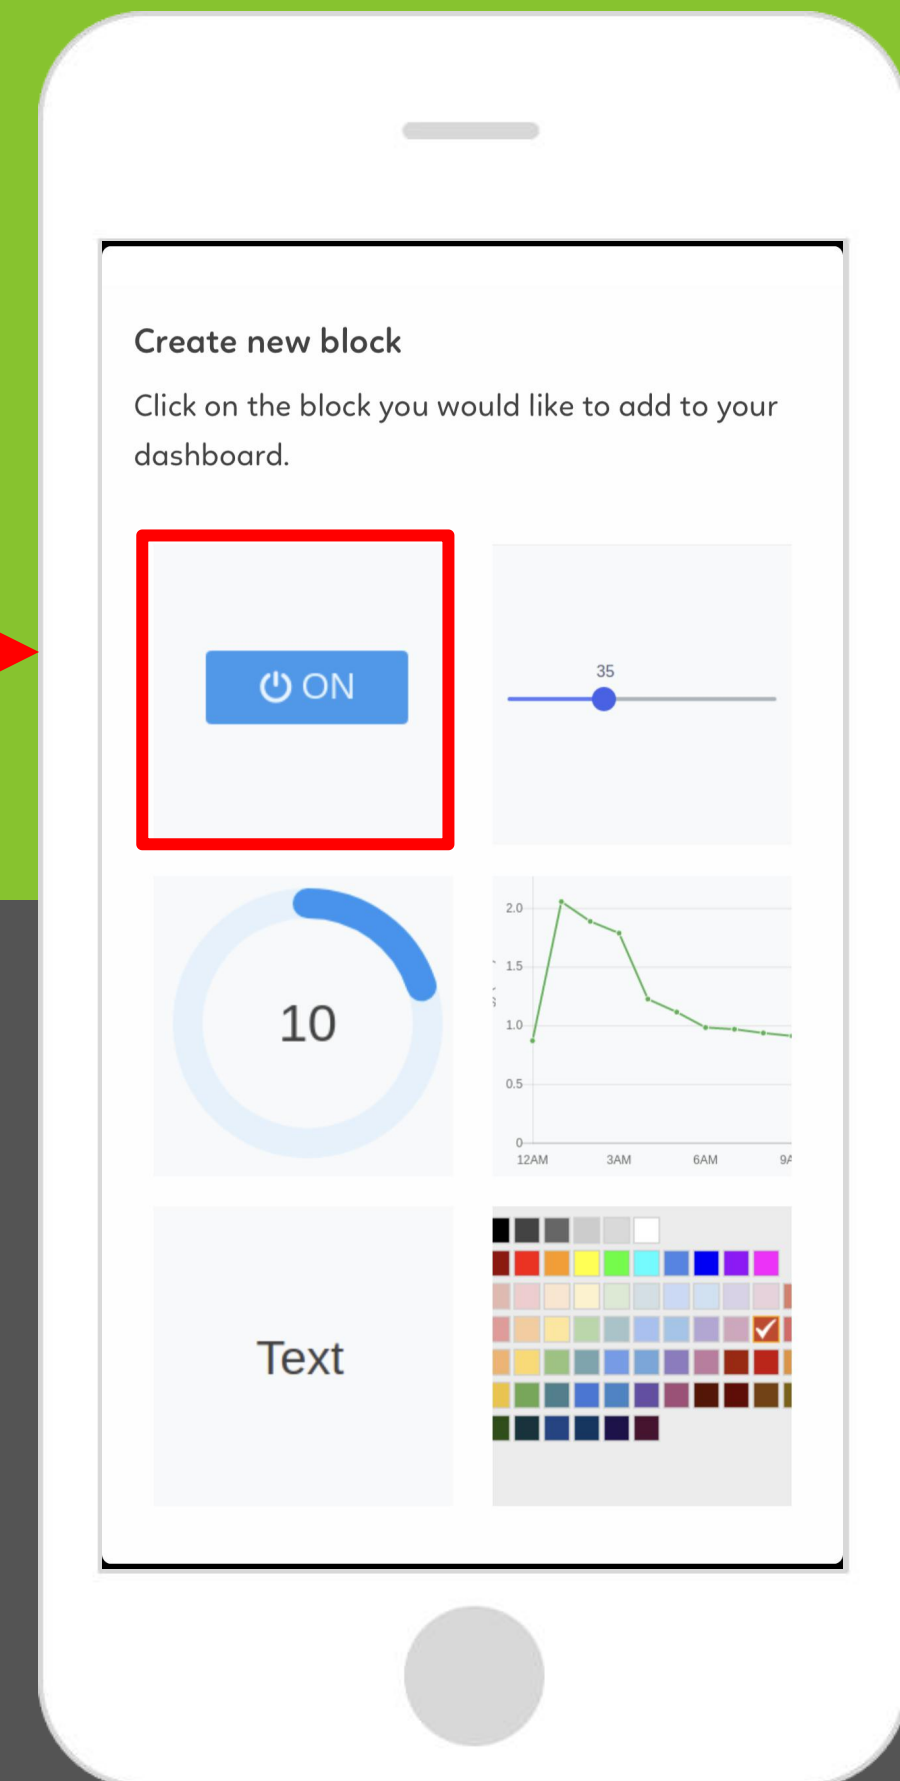 Create new block
Click on the block you would like to add to your
dashboard.
ON
35
10
2.0
1.5
1.0
0.5
0
12AM 3AM 6AM
Text